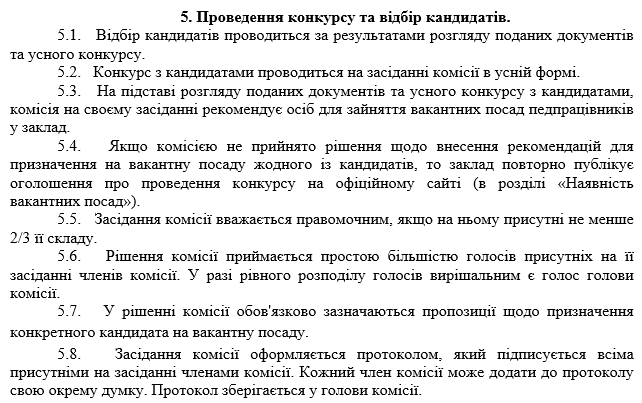 5. Проведення конкурсу та відбір кандидатів.
5.1. Відбір кандидатів проводиться за результатами розгляду поданих документів
та усного конкурсу.
5.2. Конкурс з кандидатами проводиться на засіданні комісії в усній формі.
5.3. На підставі розгляду поданих документів та усного конкурсу з кандидатами,
комісія на своєму засіданні рекомендує осіб для зайняття вакантних посад педпрацівників
у заклад.
5.4. Якщо комісією не прийнято рішення щодо внесення рекомендацій для
призначення на вакантну посаду жодного із кандидатів, то заклад повторно публікує
оголошення про проведення конкурсу на офіційному сайті (в розділі «Наявність
вакантних посад»).
5.5. Засідання комісії вважається правомочним, якщо на ньому присутні не менше
2/3 її складу.
5.6. Рішення комісії приймається простою більшістю голосів присутніх на її
засіданні членів комісії. У разі рівного розподілу голосів вирішальним є голос голови
комісії.
5.7. У рішенні комісії обов'язково зазначаються пропозиції щодо призначення
конкретного кандидата на вакантну посаду.
5.8. Засідання комісії оформляється протоколом, який підписується всіма
присутніми на засіданні членами комісії. Кожний член комісії може додати до протоколу
свою окрему думку. Протокол зберігається у голови комісії.